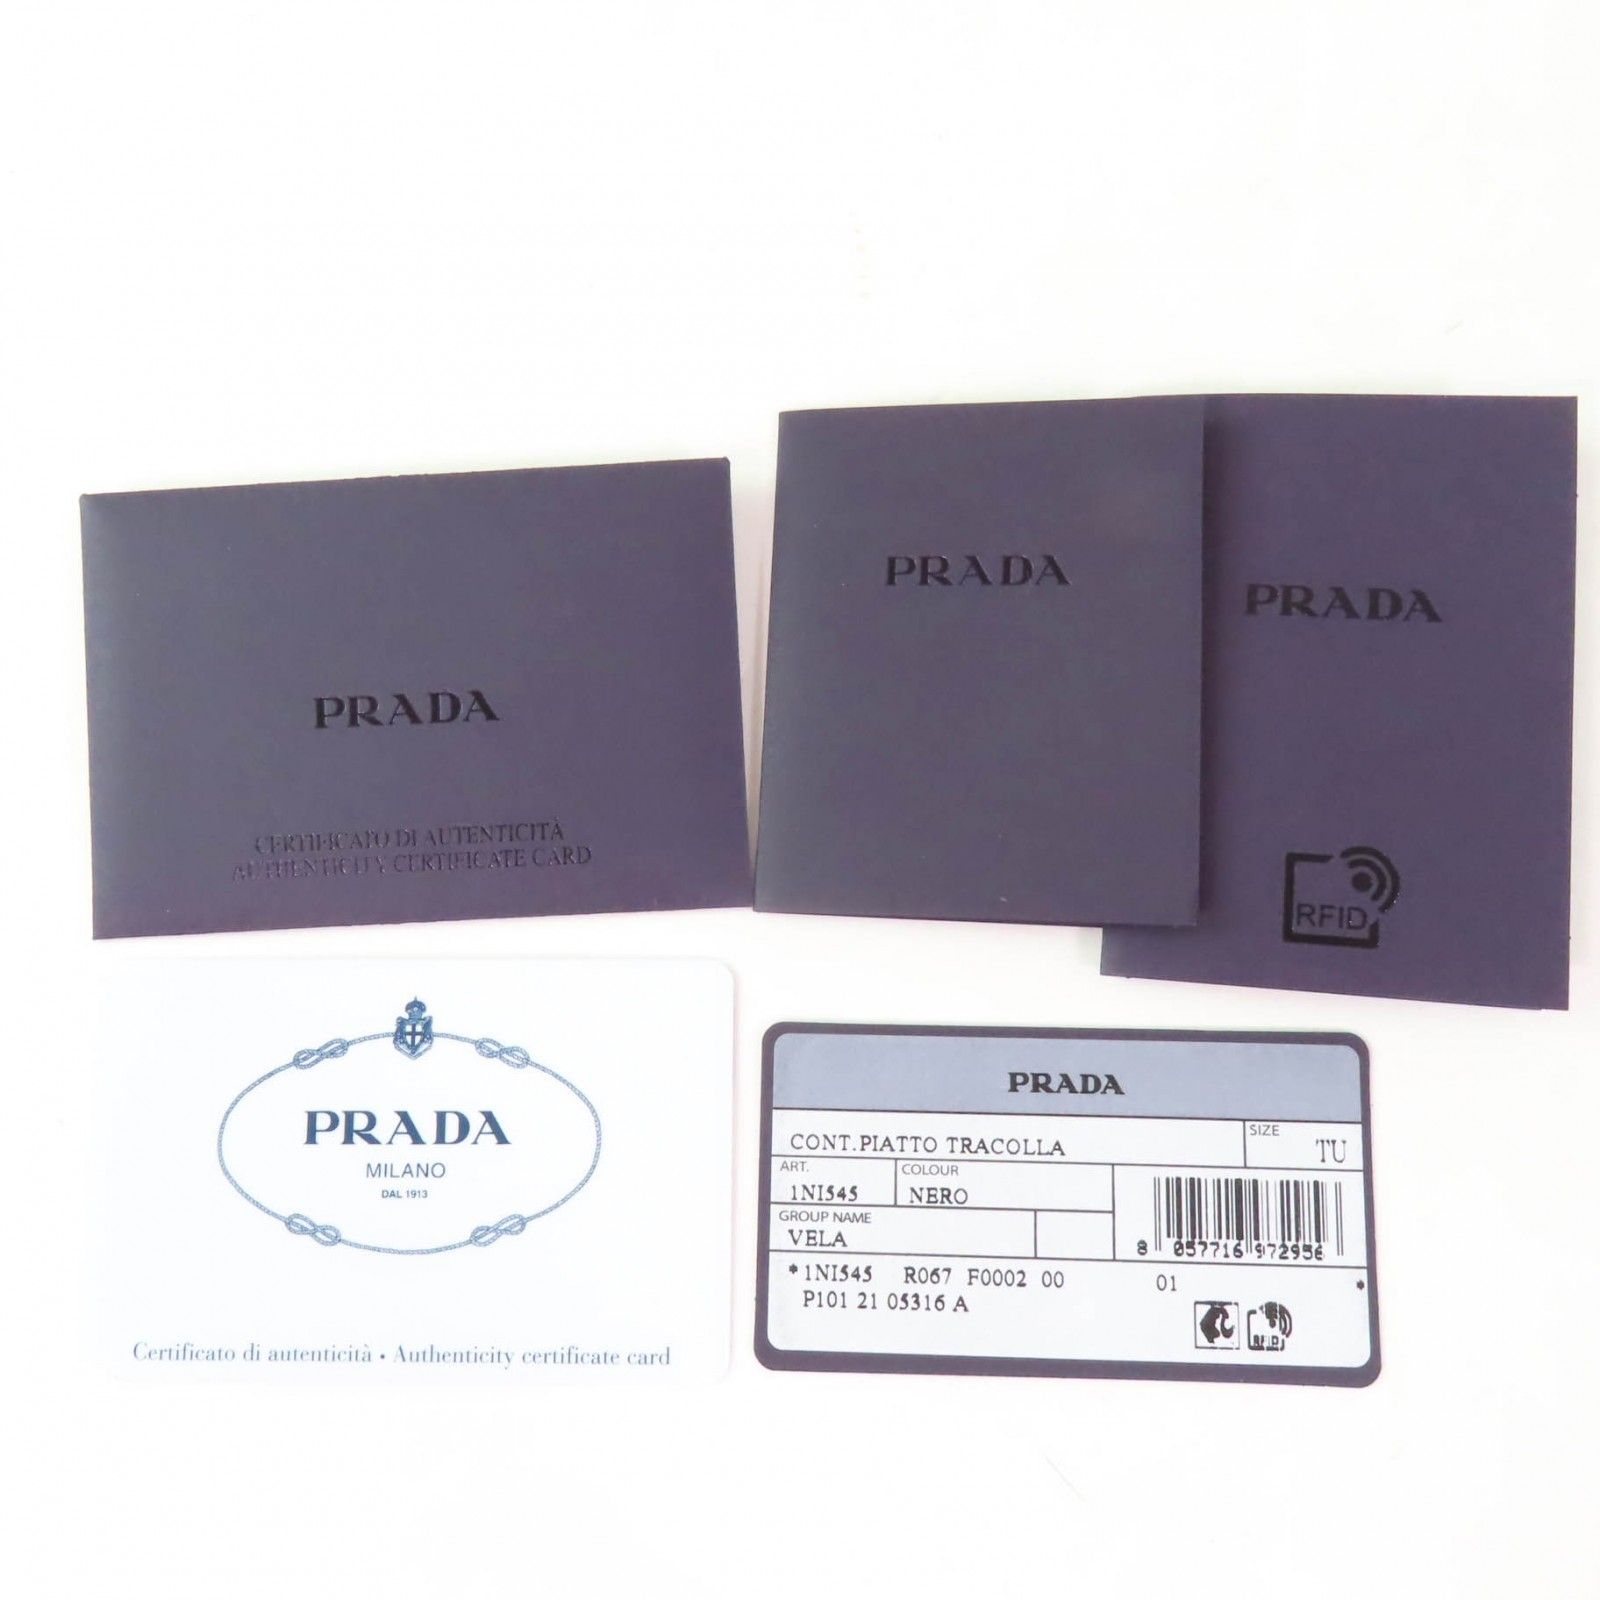 PRADA
CERTIFICATO DI AUTENTICITÀ
AUTHENTICITY CERTIFICATE CARD
PRADA
PRADA
RFID
PRADA
MILANO
DAL 1913
Certificato di autenticità • Authenticity certificate card
PRADA
CONT.PIATTO TRACOLLA
SIZE
TU
ART.
1NI545
COLOUR
NERO
GROUP NAME
VELA
8 057716 972956
*1NI545 R067 F0002 00 01 *
P101 21 05316 A
RFID